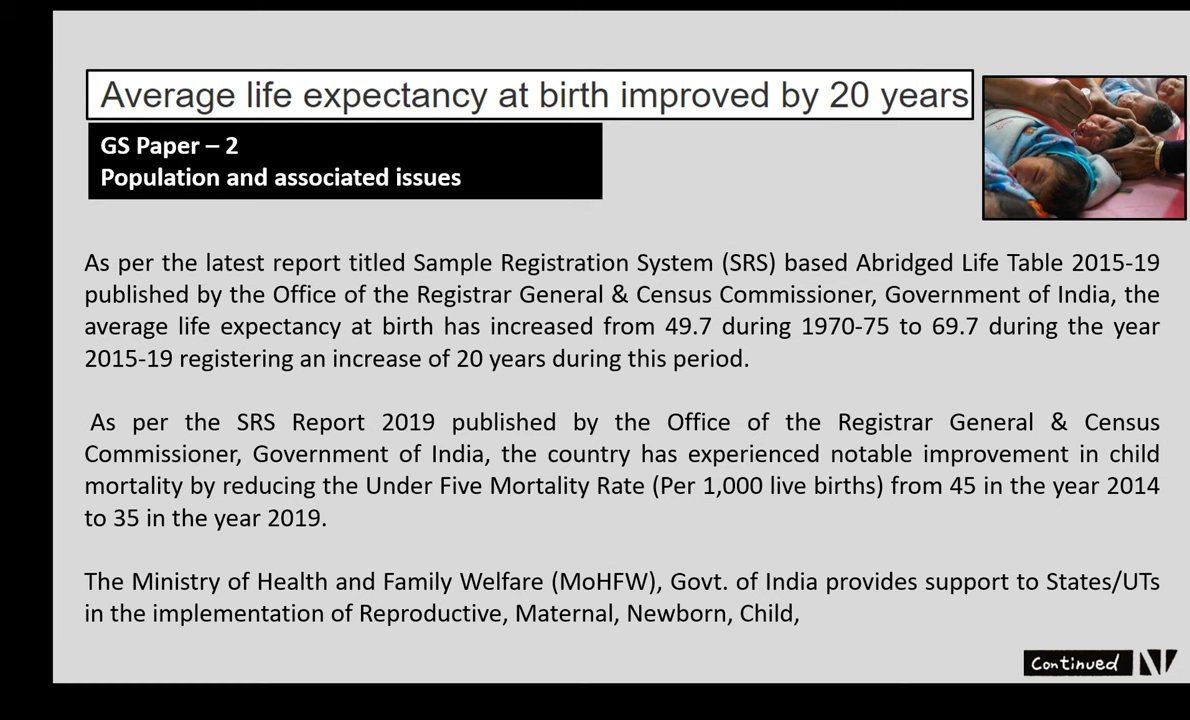 Average life expectancy at birth improved by 20 years
GS Paper – 2
Population and associated issues
As per the latest report titled Sample Registration System (SRS) based Abridged Life Table 2015-19
published by the Office of the Registrar General & Census Commissioner, Government of India, the
average life expectancy at birth has increased from 49.7 during 1970-75 to 69.7 during the year
2015-19 registering an increase of 20 years during this period.
As per the SRS Report 2019 published by the Office of the Registrar General & Census
Commissioner, Government of India, the country has experienced notable improvement in child
mortality by reducing the Under Five Mortality Rate (Per 1,000 live births) from 45 in the year 2014
to 35 in the year 2019.
The Ministry of Health and Family Welfare (MoHFW), Govt. of India provides support to States/UTs
in the implementation of Reproductive, Maternal, Newborn, Child,
Continued